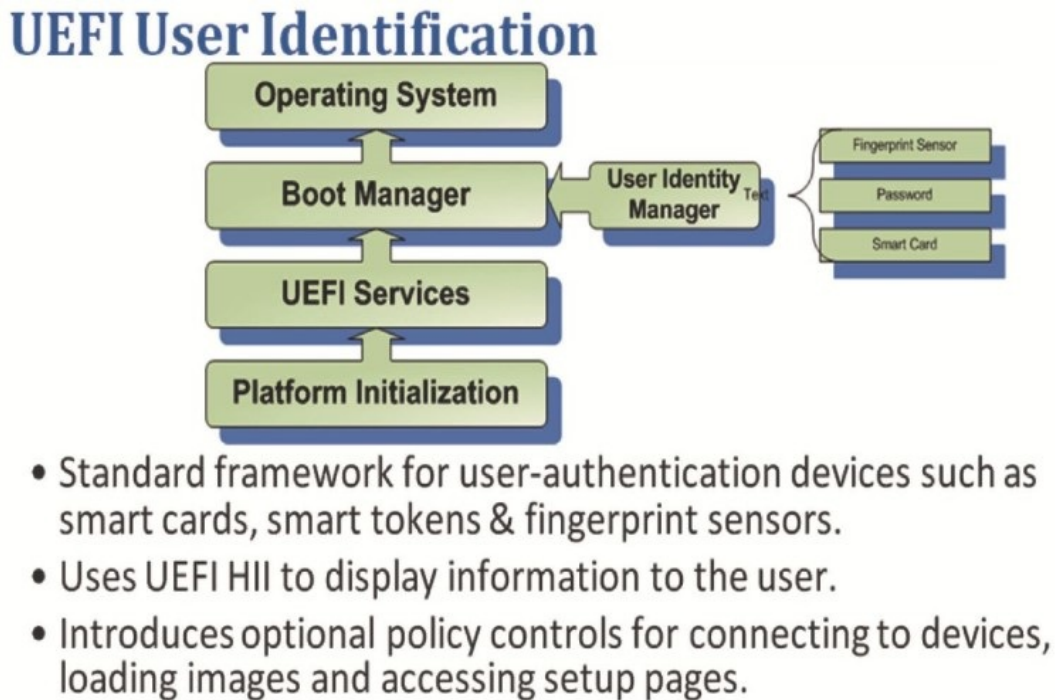 UEFI User Identification
Operating System
Boot Manager
User Identity
Manager
Text
Fingerprint Sensor
Password
Smart Card
UEFI Services
Platform Initialization
• Standard framework for user-authentication devices such as
smart cards, smart tokens & fingerprint sensors.
• Uses UEFI HII to display information to the user.
• Introduces optional policy controls for connecting to devices,
loading images and accessing setup pages.